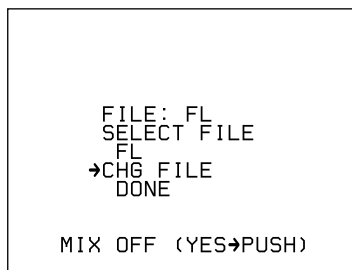 FILE: FL
SELECT FILE
FL
→CHG FILE
DONE
MIX OFF (YES→PUSH)